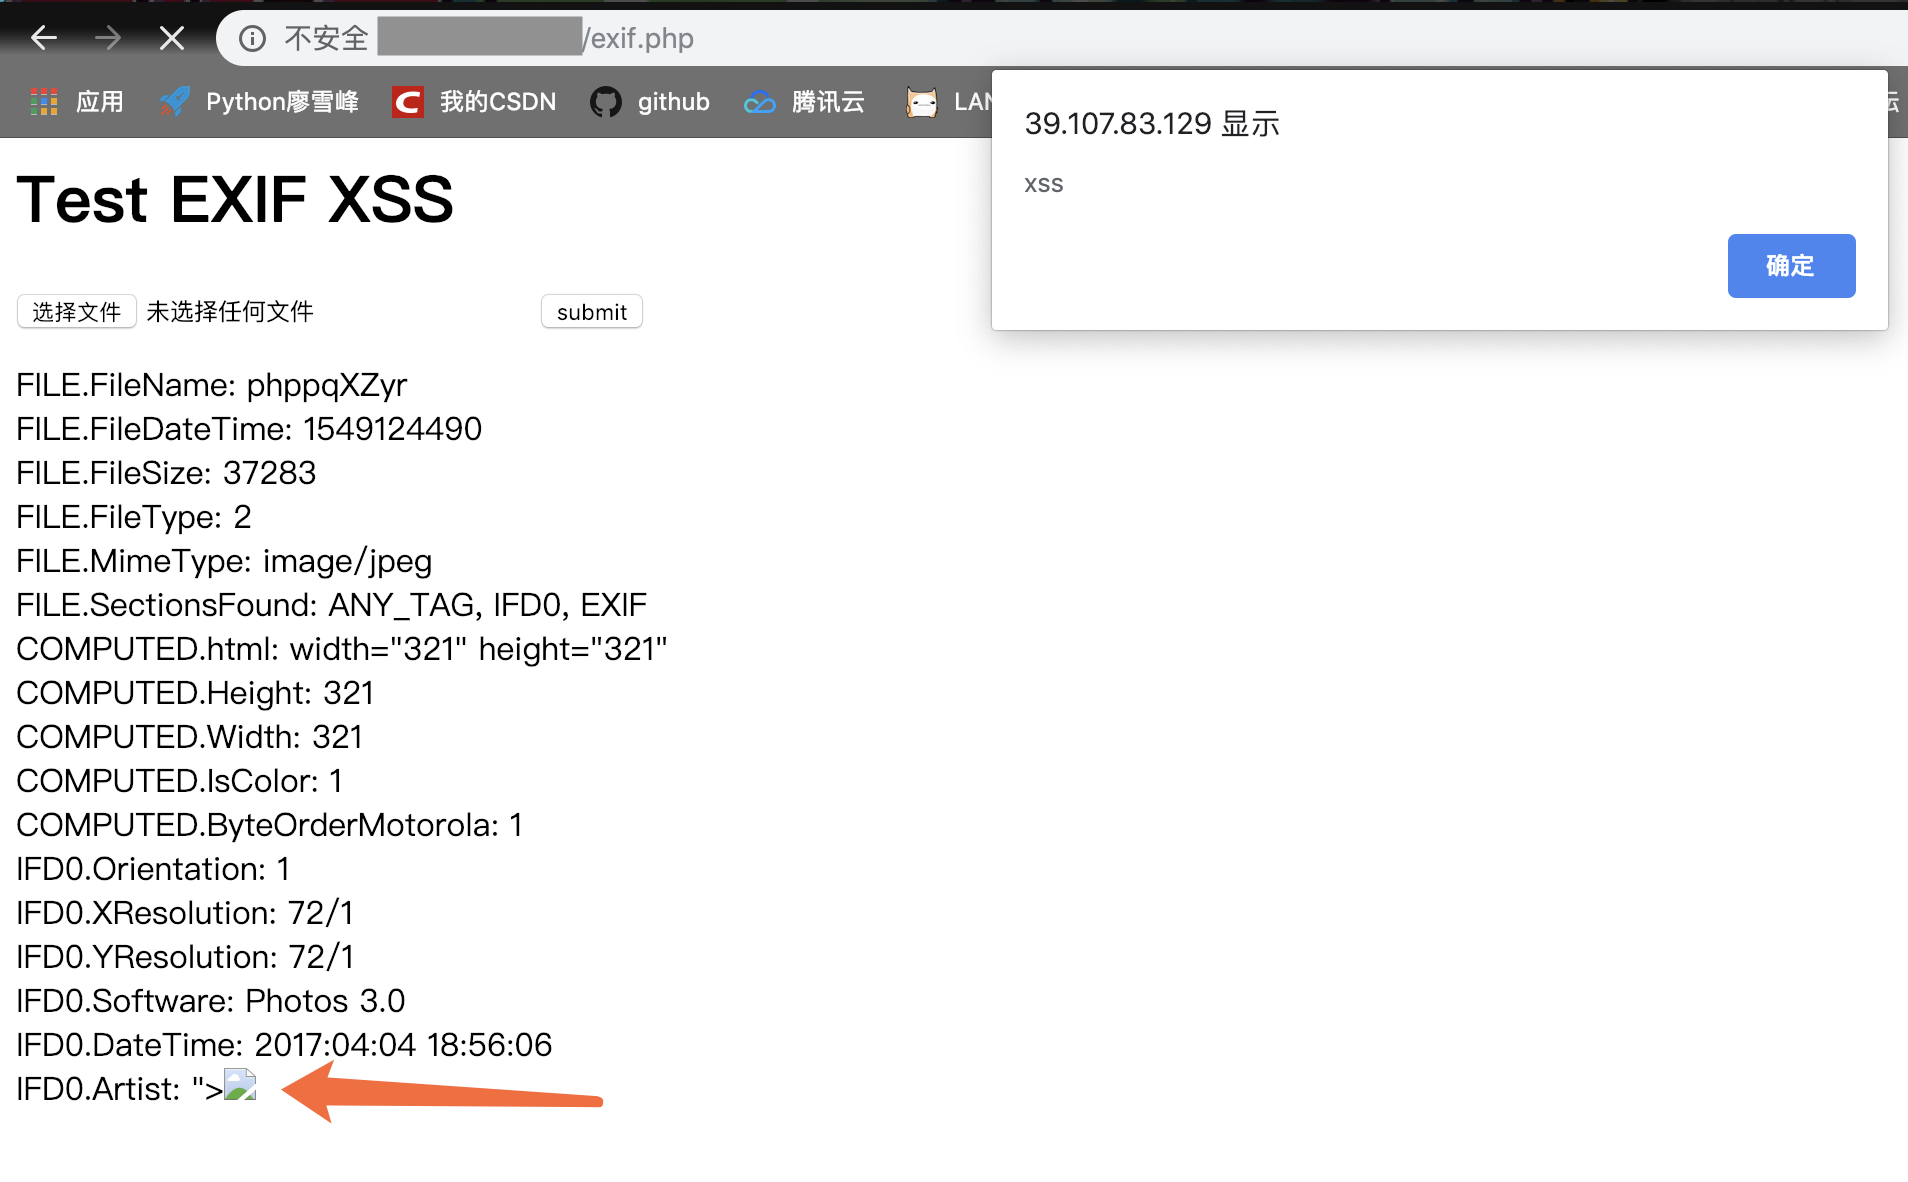 不安全 /exif.php
应用 Python廖雪峰 我的CSDN github 腾讯云
39.107.83.129 显示
xss
确定
Test EXIF XSS
选择文件 未选择任何文件 submit
FILE.FileName: phppqXZyr
FILE.FileDateTime: 1549124490
FILE.FileSize: 37283
FILE.FileType: 2
FILE.MimeType: image/jpeg
FILE.SectionsFound: ANY_TAG, IFD0, EXIF
COMPUTED.html: width="321" height="321"
COMPUTED.Height: 321
COMPUTED.Width: 321
COMPUTED.IsColor: 1
COMPUTED.ByteOrderMotorola: 1
IFD0.Orientation: 1
IFD0.XResolution: 72/1
IFD0.YResolution: 72/1
IFD0.Software: Photos 3.0
IFD0.DateTime: 2017:04:04 18:56:06
IFD0.Artist: ">